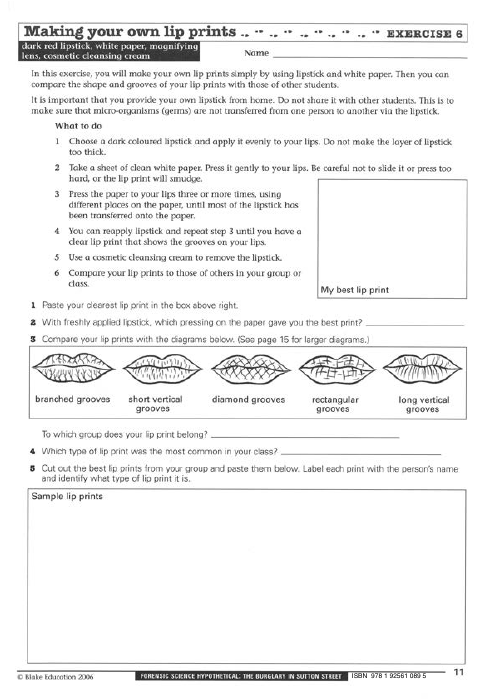 Making your own lip prints
EXERCISE 6
dark red lipstick, white paper, magnifying
lens, cosmetic cleansing cream
Name
In this exercise, you will make your own lip prints simply by using lipstick and white paper. Then you can
compare the shape and grooves of your lip prints with those of other students.
It is important that you provide your own lipstick from home. Do not share it with other students. This is to
make sure that micro-organisms (germs) are not transferred from one person to another via the lipstick.
What to do
1 Choose a dark coloured lipstick and apply it evenly to your lips. Do not make the layer of lipstick
too thick.
2 Take a sheet of clean white paper. Press it gently to your lips. Be careful not to slide it or press too
hard, or the lip print will smudge.
3 Press the paper to your lips three or more times, using
different places on the paper, until most of the lipstick has
been transferred onto the paper.
4 You can reapply lipstick and repeat step 3 until you have a
clear lip print that shows the grooves on your lips.
5 Use a cosmetic cleansing cream to remove the lipstick.
6 Compare your lip prints to those of others in your group or
class.
My best lip print
1 Paste your clearest lip print in the box above right.
2 With freshly applied lipstick, which pressing on the paper gave you the best print?
3 Compare your lip prints with the diagrams below. (See page 15 for larger diagrams.)
branched grooves
short vertical
grooves
diamond grooves
rectangular
grooves
long vertical
grooves
To which group does your lip print belong?
4 Which type of lip print was the most common in your class?
5 Cut out the best lip prints from your group and paste them below. Label each print with the person's name
and identify what type of lip print it is.
Sample lip prints
11
© Blake Education 2006
FORENSIC SCIENCE HYPOTHETICAL: THE BURGLARY IN SUTTON STREET
ISBN 978 1 92561 089 5